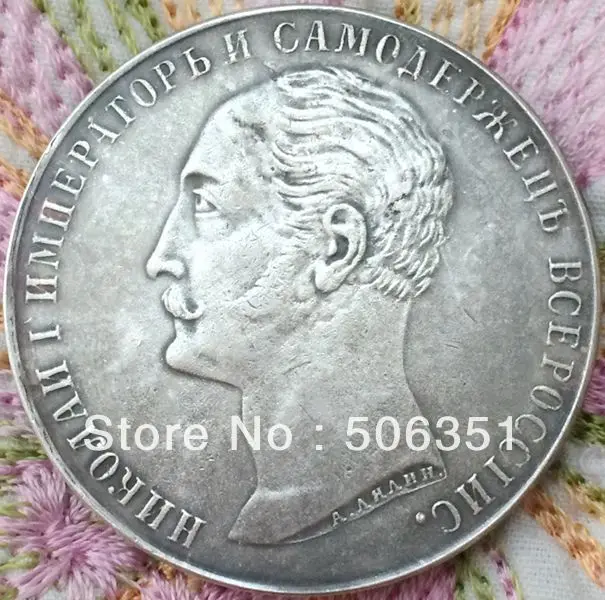 НИКОЛАЙ I ИМПЕРАТОРЪ И САМОДЕРЖЕЦЪ ВСЕРОССIИС.
А. ЛЯЛИН.
Store No : 506351